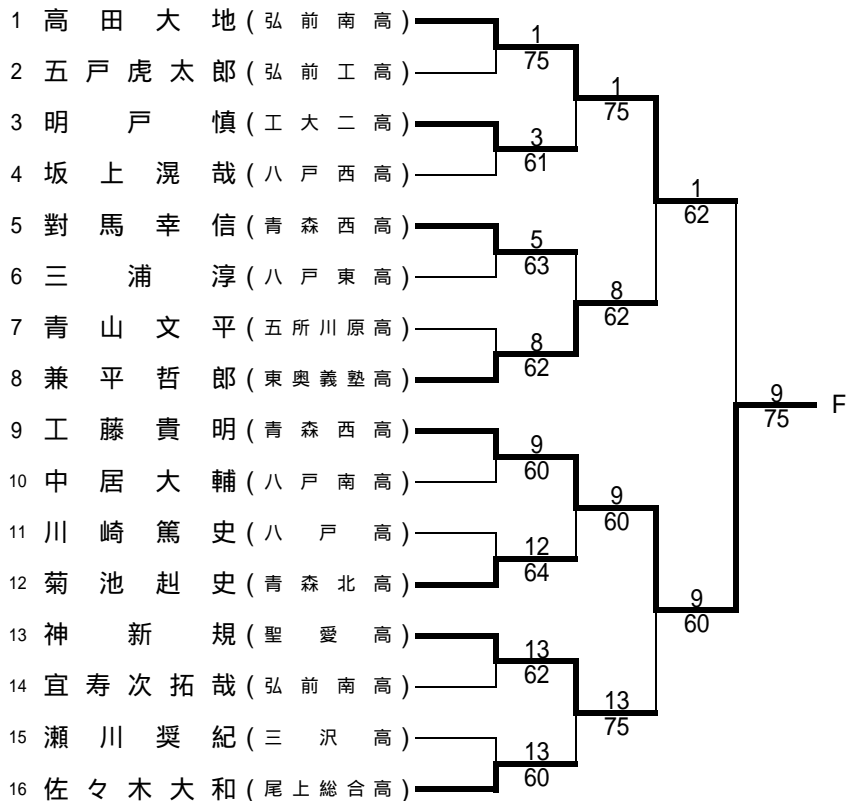 1 高田大地 (弘前南高)
2 五戸虎太郎 (弘前工高)
3 明戸慎 (工大二高)
4 坂上滉哉 (八戸西高)
5 對馬幸信 (青森西高)
6 三浦淳 (八戸東高)
7 青山文平 (五所川原高)
8 兼平哲郎 (東奥義塾高)
9 工藤貴明 (青森西高)
10 中居大輔 (八戸南高)
11 川崎篤史 (八戸高)
12 菊池赳史 (青森北高)
13 神新規 (聖愛高)
14 宜寿次拓哉 (弘前南高)
15 瀬川奨紀 (三沢高)
16 佐々木大和 (尾上総合高)
1
75
3
61
5
63
8
62
9
60
12
64
13
62
13
60
1
75
8
62
9
60
13
75
1
62
9
60
9
75
F